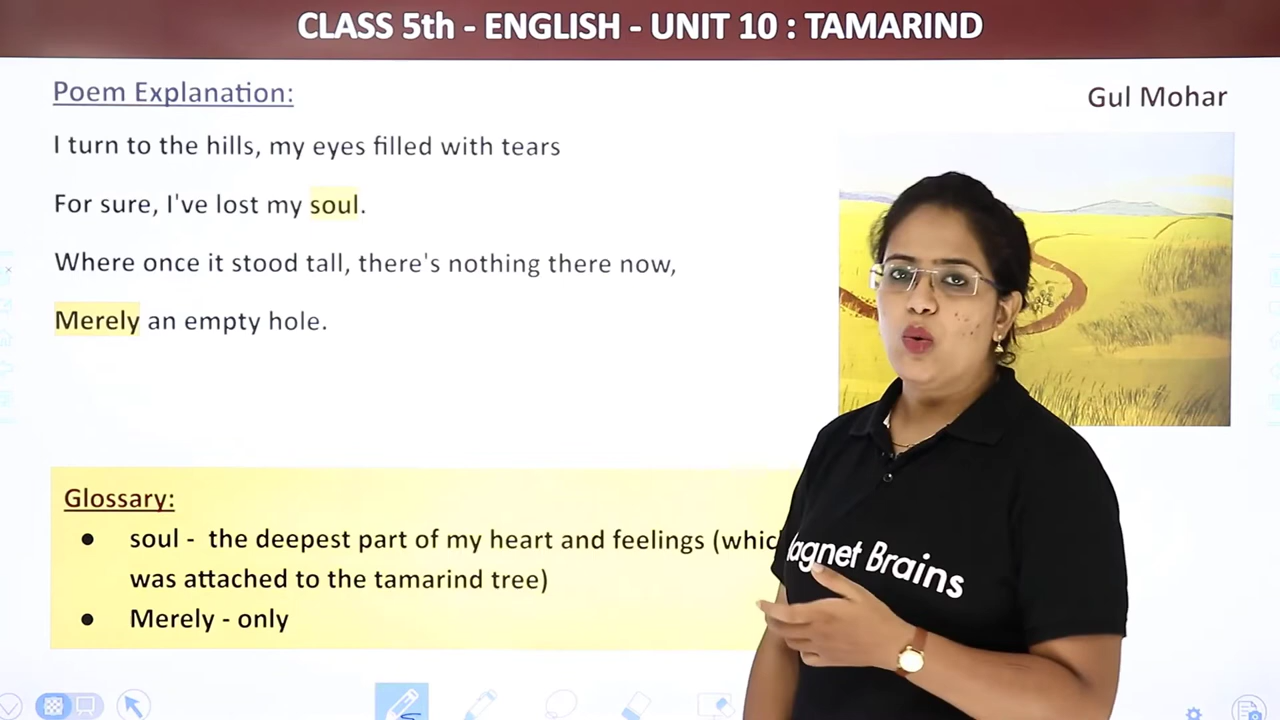 CLASS 5th - ENGLISH - UNIT 10 : TAMARIND
Poem Explanation:
Gul Mohar
I turn to the hills, my eyes filled with tears
For sure, I've lost my soul.
Where once it stood tall, there's nothing there now,
Merely an empty hole.
Glossary:
● soul - the deepest part of my heart and feelings
was attached to the tamarind tree)
● Merely - only
Brains